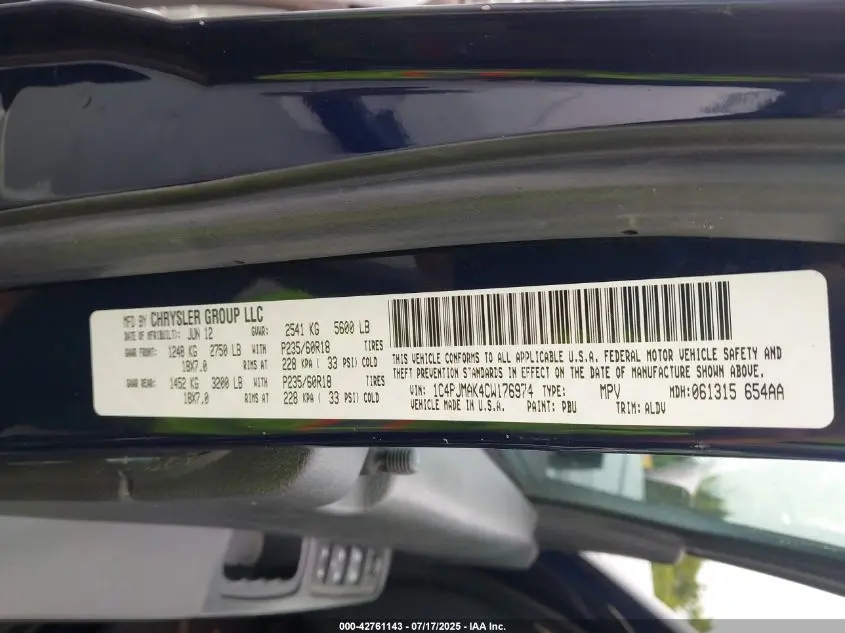 MFD BY CHRYSLER GROUP LLC
DATE OF MFR(BUILT): JUN 12 GVWR: 2541 KG 5600 LB
GAWR FRONT: 1248 KG 2750 LB WITH P235/60R18 TIRES
18X7.0 RIMS AT 228 KPA ( 33 PSI) COLD
GAWR REAR: 1452 KG 3200 LB WITH P235/60R18 TIRES
18X7.0 RIMS AT 228 KPA ( 33 PSI) COLD
THIS VEHICLE CONFORMS TO ALL APPLICABLE U.S.A. FEDERAL MOTOR VEHICLE SAFETY AND
THEFT PREVENTION STANDARDS IN EFFECT ON THE DATE OF MANUFACTURE SHOWN ABOVE.
VIN: 1C4PJMAK4CW176974 TYPE: MPV MDH:061315 654AA
VEHICLE MADE IN U.S.A. PAINT: PBU TRIM: ALDV
000-42761143 - 07/17/2025 - IAA Inc.